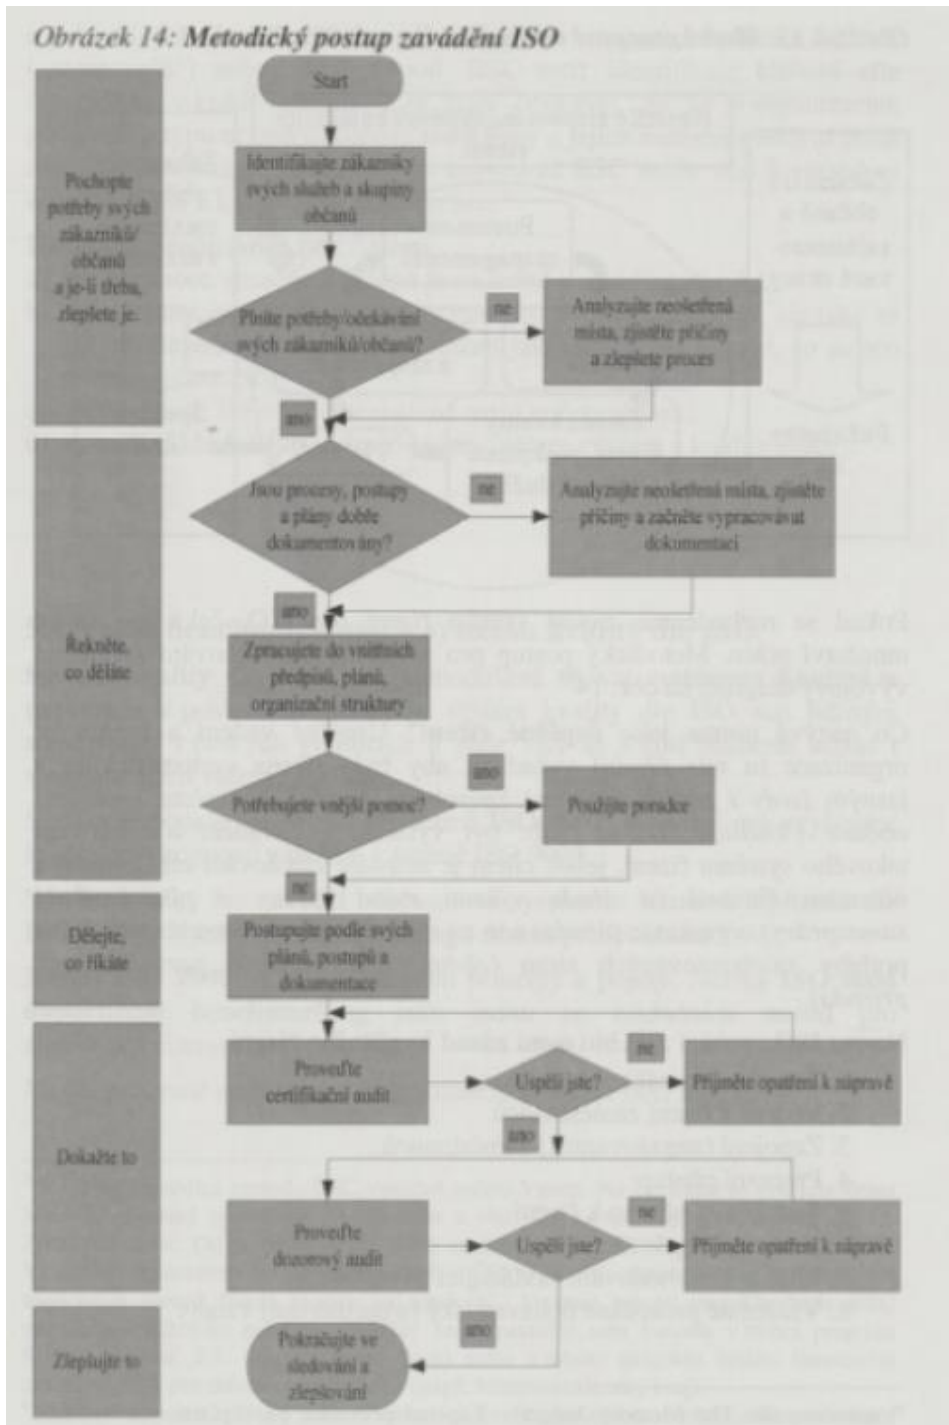 Obrázek 14: Metodický postup zavádění ISO
Start
Pochopte
potřeby svých
zákazníků/
občanů
a je-li třeba,
zleplete je.
Identifikujte zákazníky
svých služeb a skupiny
občanů
Plníte potřeby/očekávání
svých zákazníků/občanů?
ne
Analyzujte neošetřená
místa, zjistěte příčiny
a zlepšete proces
ano
Řekněte,
co děláte
Jsou procesy, postupy
a plány dobře
dokumentovány?
ne
Analyzujte neošetřená místa, zjistěte
příčiny a začněte vypracovávat
dokumentaci
ano
Zpracujete do vnitřních
předpisů, plánů,
organizační struktury
Potřebujete vnější pomoc?
ano
Použijte poradce
ne
Dělejte,
co říkáte
Postupujte podle svých
plánů, postupů a
dokumentace
Dokažte to
Proveďte
certifikační audit
Uspěli jste?
ne
Přijměte opatření k nápravě
ano
Proveďte
dozorový audit
Uspěli jste?
ne
Přijměte opatření k nápravě
ano
Zlepšujte to
Pokračujte ve
sledování a
zlepšování